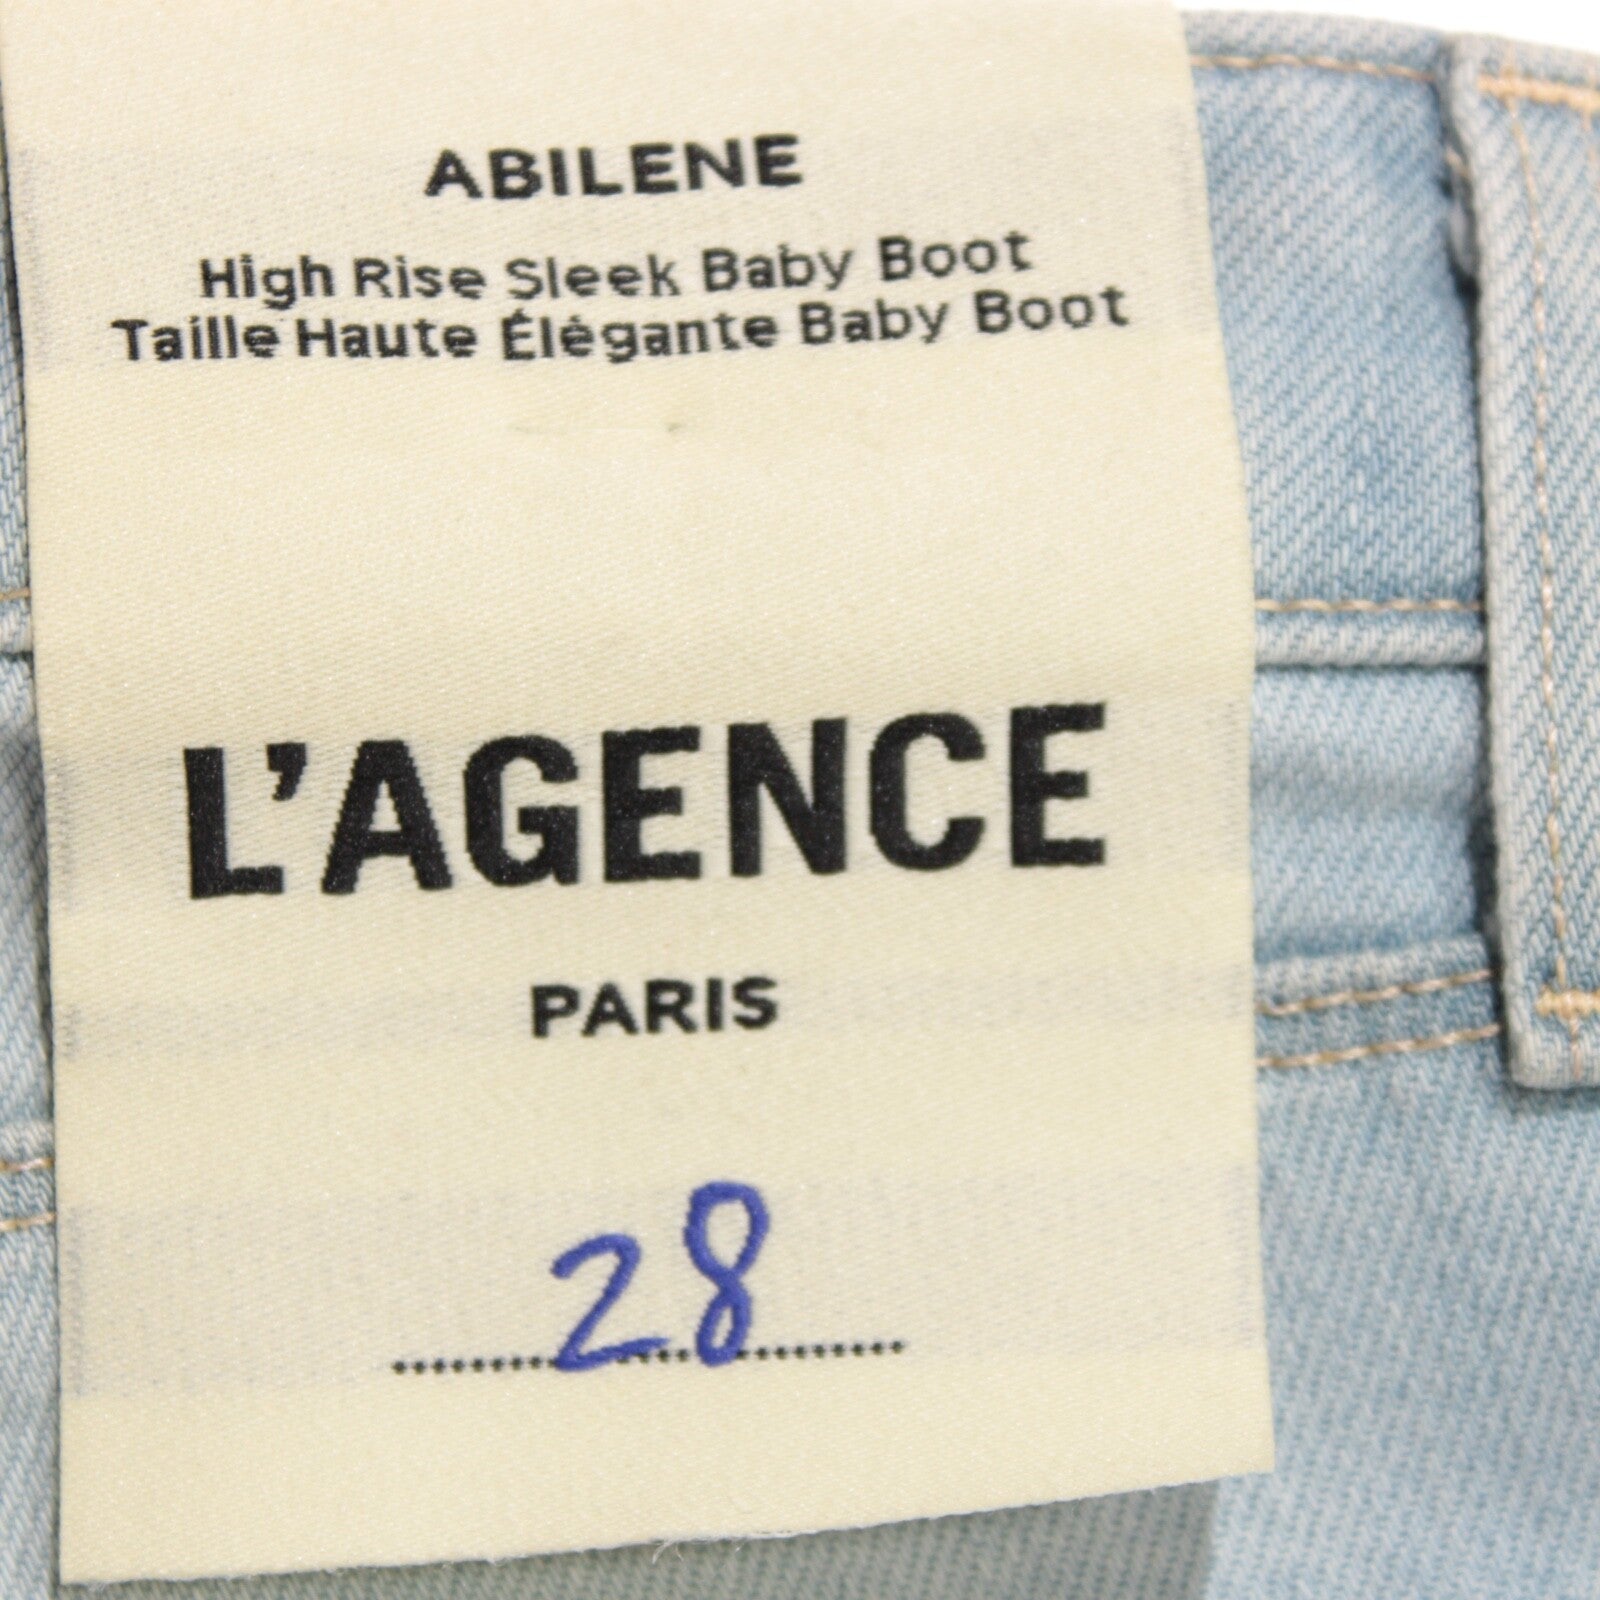 ABILENE
High Rise Sleek Baby Boot
Taille Haute Élégante Baby Boot
L'AGENCE
PARIS
28